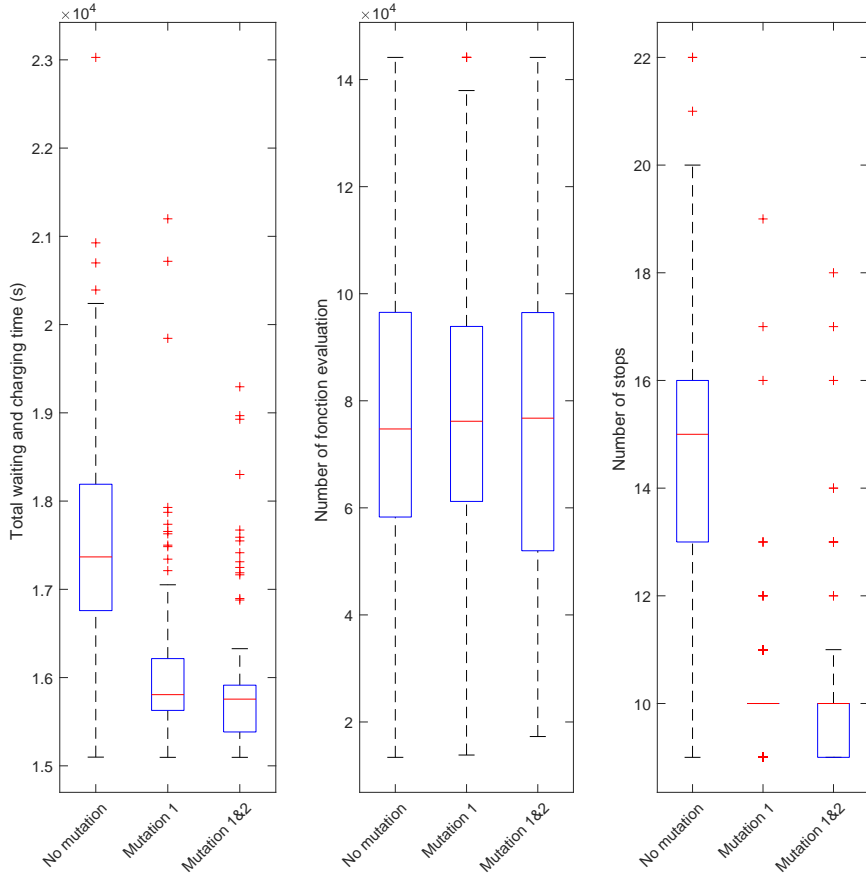 ×10⁴
2.3
2.2
2.1
2
1.9
1.8
1.7
1.6
1.5
Total waiting and charging time (s)
No mutation
Mutation 1
Mutation 1&2
×10⁴
14
12
10
8
6
4
2
Number of fonction evaluation
No mutation
Mutation 1
Mutation 1&2
22
20
18
16
14
12
10
Number of stops
No mutation
Mutation 1
Mutation 1&2